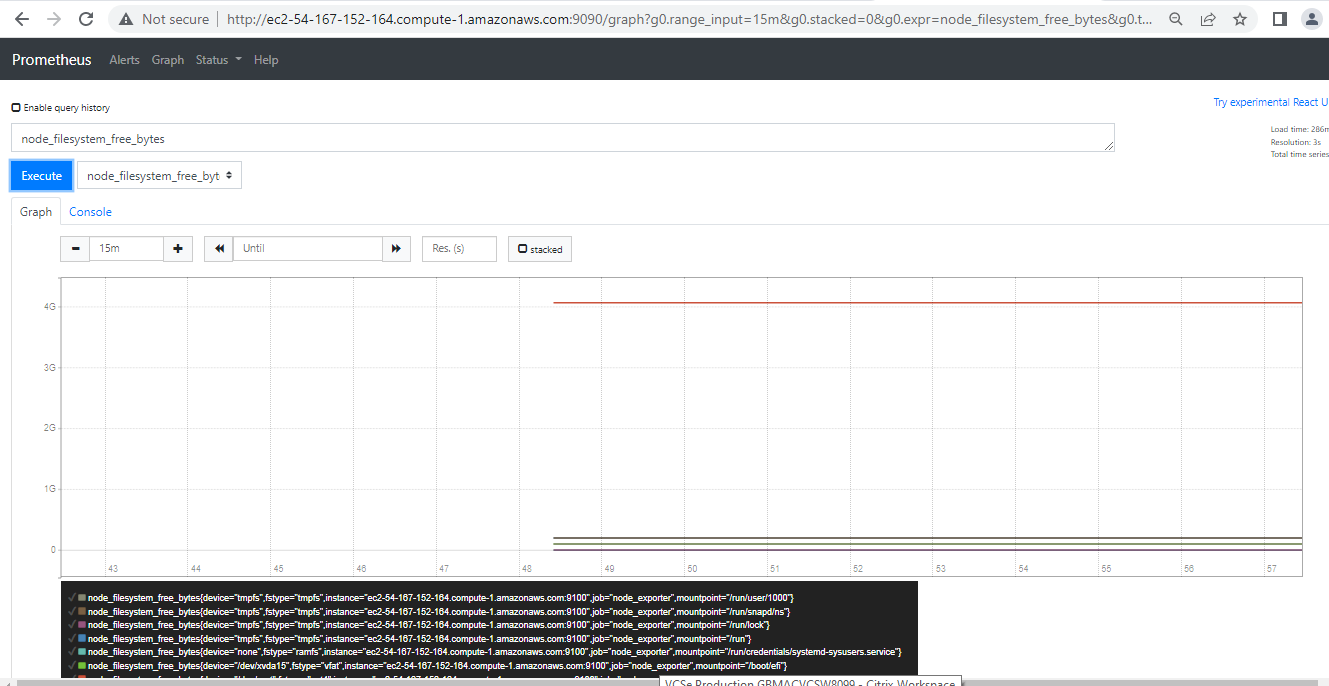 Not secure http://ec2-54-167-152-164.compute-1.amazonaws.com:9090/graph?g0.range_input=15m&g0.stacked=0&g0.expr=node_filesystem_free_bytes&g0.t...
Prometheus Alerts Graph Status Help
Enable query history
Try experimental React U
node_filesystem_free_bytes
Load time: 286m
Resolution: 3s
Total time series
Execute node_filesystem_free_byt
Graph Console
15m Until Res. (s) stacked
4G
3G
2G
1G
0
43 44 45 46 47 48 49 50 51 52 53 54 55 56 57
node_filesystem_free_bytes{device="tmpfs",fstype="tmpfs",instance="ec2-54-167-152-164.compute-1.amazonaws.com:9100",job="node_exporter",mountpoint="/run/user/1000"}
node_filesystem_free_bytes{device="tmpfs",fstype="tmpfs",instance="ec2-54-167-152-164.compute-1.amazonaws.com:9100",job="node_exporter",mountpoint="/run/snapd/ns"}
node_filesystem_free_bytes{device="tmpfs",fstype="tmpfs",instance="ec2-54-167-152-164.compute-1.amazonaws.com:9100",job="node_exporter",mountpoint="/run/lock"}
node_filesystem_free_bytes{device="tmpfs",fstype="tmpfs",instance="ec2-54-167-152-164.compute-1.amazonaws.com:9100",job="node_exporter",mountpoint="/run"}
node_filesystem_free_bytes{device="none",fstype="ramfs",instance="ec2-54-167-152-164.compute-1.amazonaws.com:9100",job="node_exporter",mountpoint="/run/credentials/systemd-sysusers.service"}
node_filesystem_free_bytes{device="/dev/xvda15",fstype="vfat",instance="ec2-54-167-152-164.compute-1.amazonaws.com:9100",job="node_exporter",mountpoint="/boot/efi"}
VCSe Production GBMACVCSW8099 - Citrix Workspace